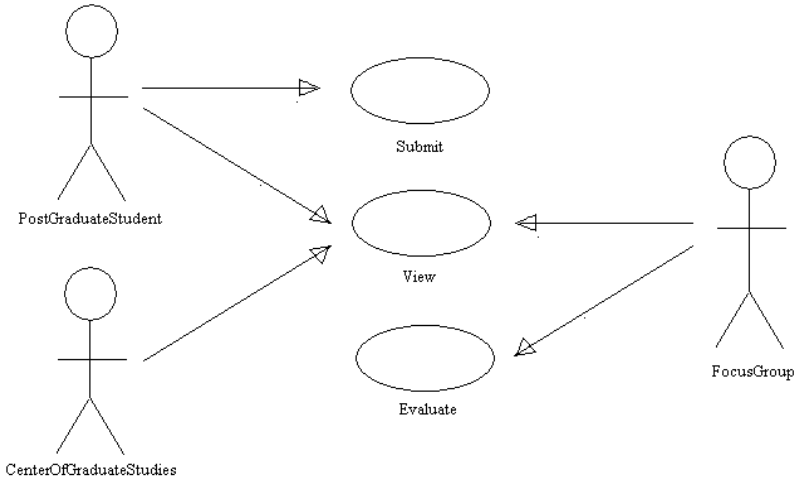 Submit
PostGraduateStudent
View
FocusGroup
Evaluate
CenterOfGraduateStudies